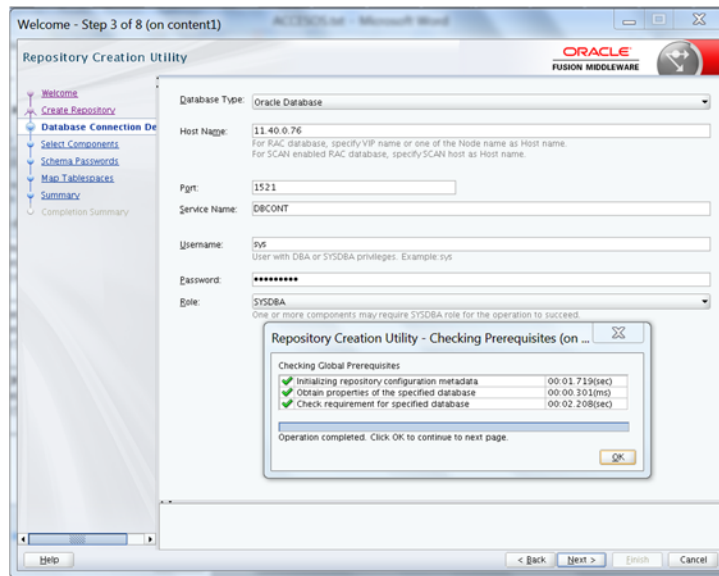 Welcome - Step 3 of 8 (on content1)
ACCESOS.txt - Microsoft Word
Repository Creation Utility
ORACLE
FUSION MIDDLEWARE
Welcome
Create Repository
Database Connection De
Select Components
Schema Passwords
Map Tablespaces
Summary
Completion Summary
Database Type: Oracle Database
Host Name: 11.40.0.76
For RAC database, specify VIP name or one of the Node name as Host name.
For SCAN enabled RAC database, specify SCAN host as Host name.
Port: 1521
Service Name: DBCONT
Username: sys
User with DBA or SYSDBA privileges. Example:sys
Password: •••••••••
Role: SYSDBA
One or more components may require SYSDBA role for the operation to succeed.
Repository Creation Utility - Checking Prerequisites (on ...
Checking Global Prerequisites
Initializing repository configuration metadata 00:01.719(sec)
Obtain properties of the specified database 00:00.301(ms)
Check requirement for specified database 00:02.208(sec)
Operation completed. Click OK to continue to next page.
OK
Help < Back Next > Finish Cancel